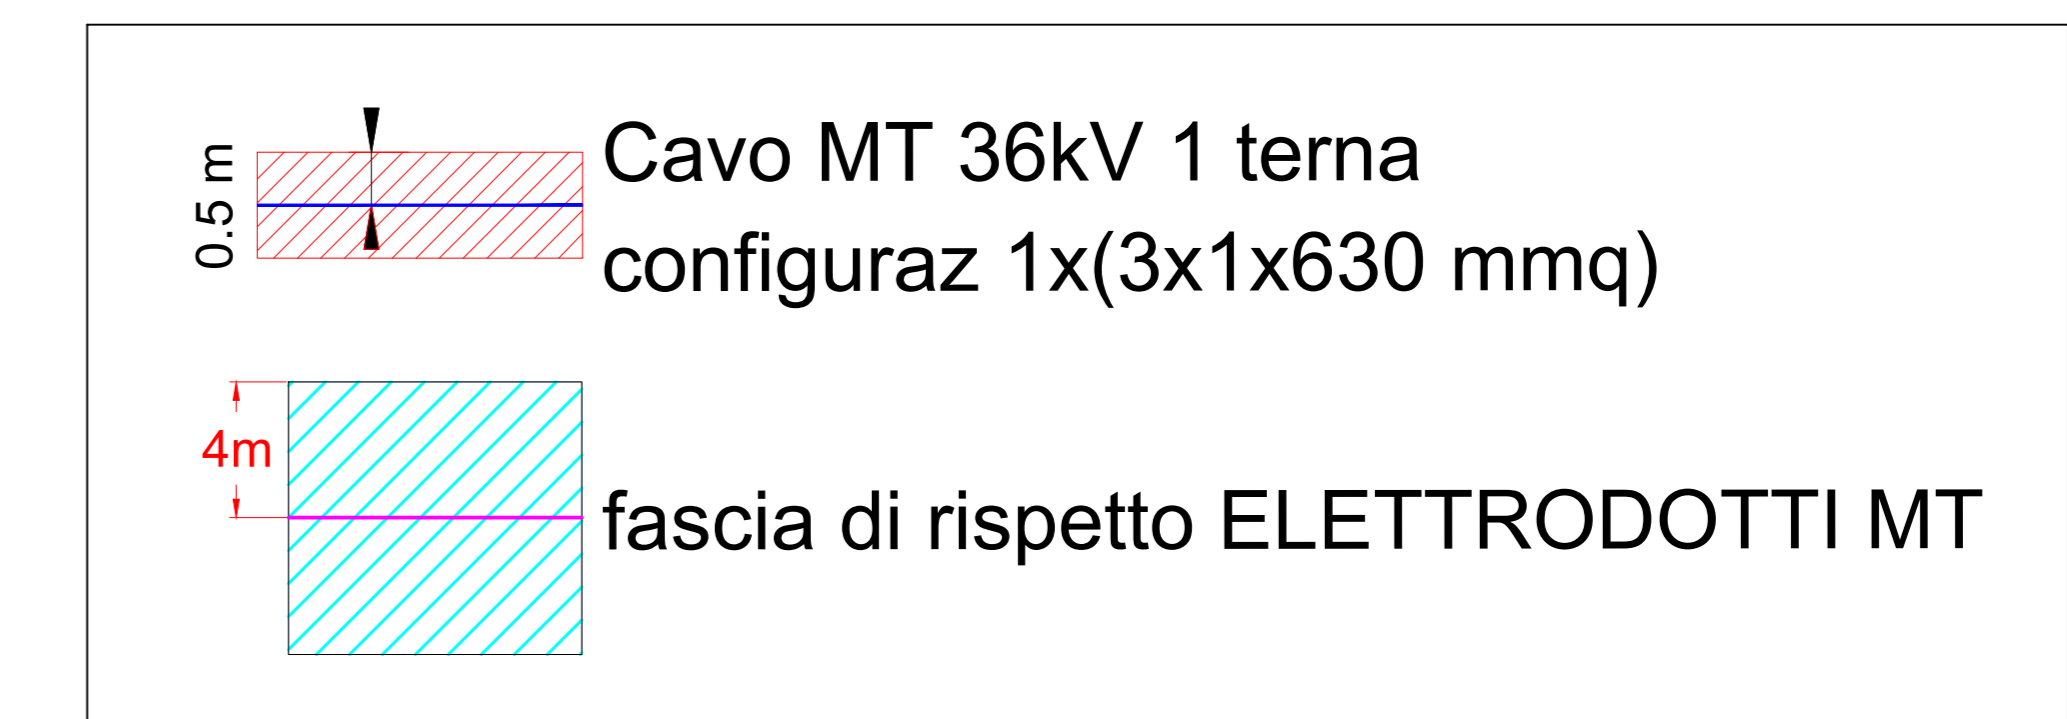 0.5 m
Cavo MT 36kV 1 terna
configuraz 1x(3x1x630 mmq)
4m
fascia di rispetto ELETTRODOTTI MT